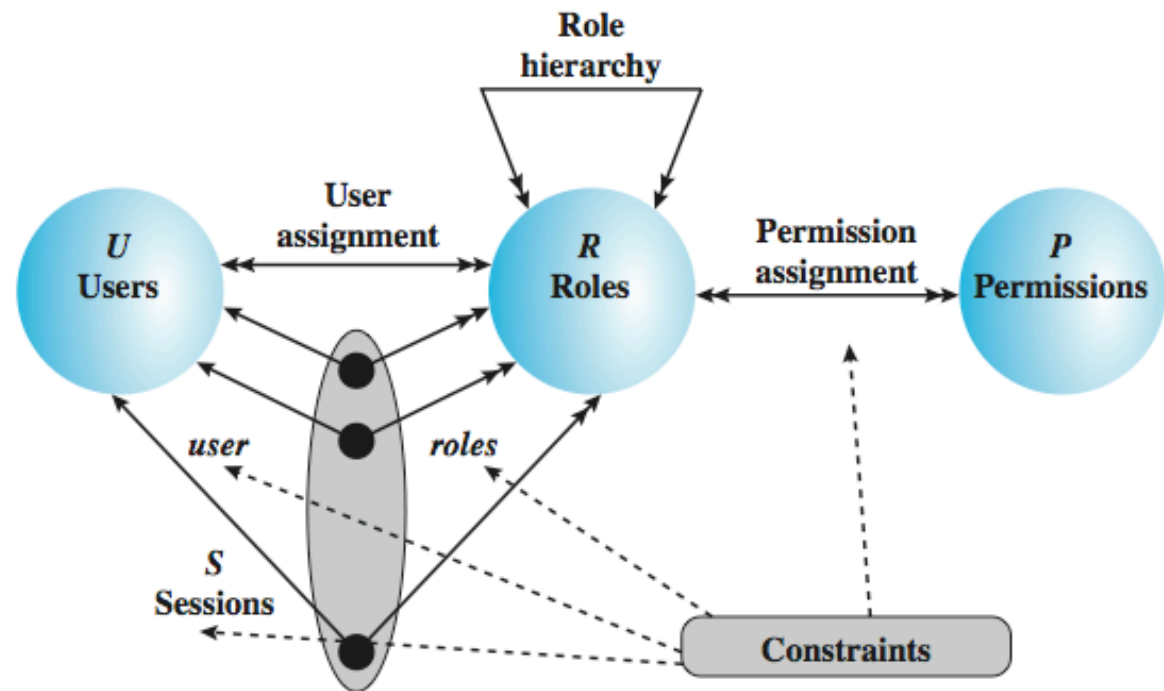 Role
hierarchy
User
assignment
U
Users
R
Roles
Permission
assignment
P
Permissions
user
roles
S
Sessions
Constraints